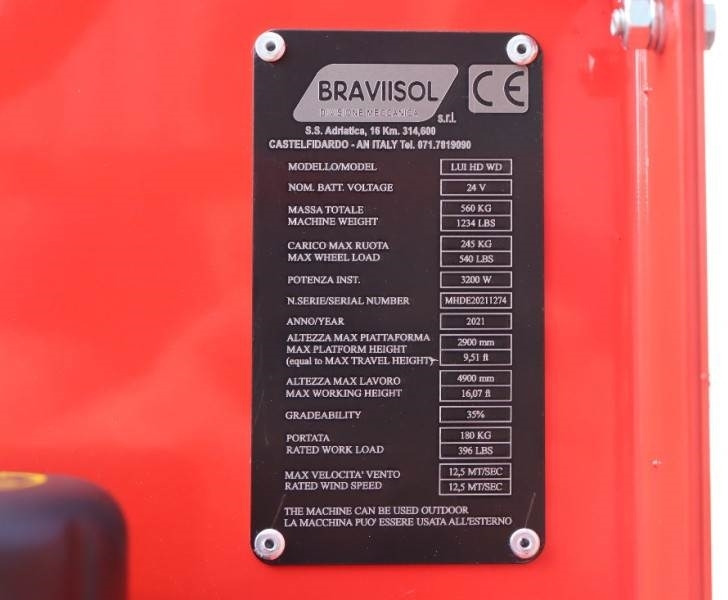 BRAVIISOL
DIVISIONE MECCANICA
s.r.l.
CE
S.S. Adriatica, 16 Km. 314,600
CASTELFIDARDO - AN ITALY Tel. 071.7819090
MODELLO/MODEL LUI HD WD
NOM. BATT. VOLTAGE 24 V
MASSA TOTALE 560 KG
MACHINE WEIGHT 1234 LBS
CARICO MAX RUOTA 245 KG
MAX WHEEL LOAD 540 LBS
POTENZA INST. 3200 W
N.SERIE/SERIAL NUMBER MHDE20211274
ANNO/YEAR 2021
ALTEZZA MAX PIATTAFORMA 2900 mm
MAX PLATFORM HEIGHT 9,51 ft
(equal to MAX TRAVEL HEIGHT)
ALTEZZA MAX LAVORO 4900 mm
MAX WORKING HEIGHT 16,07 ft
GRADEABILITY 35%
PORTATA 180 KG
RATED WORK LOAD 396 LBS
MAX VELOCITA' VENTO 12,5 MT/SEC
RATED WIND SPEED 12,5 MT/SEC
THE MACHINE CAN BE USED OUTDOOR
LA MACCHINA PUO' ESSERE USATA ALL'ESTERNO